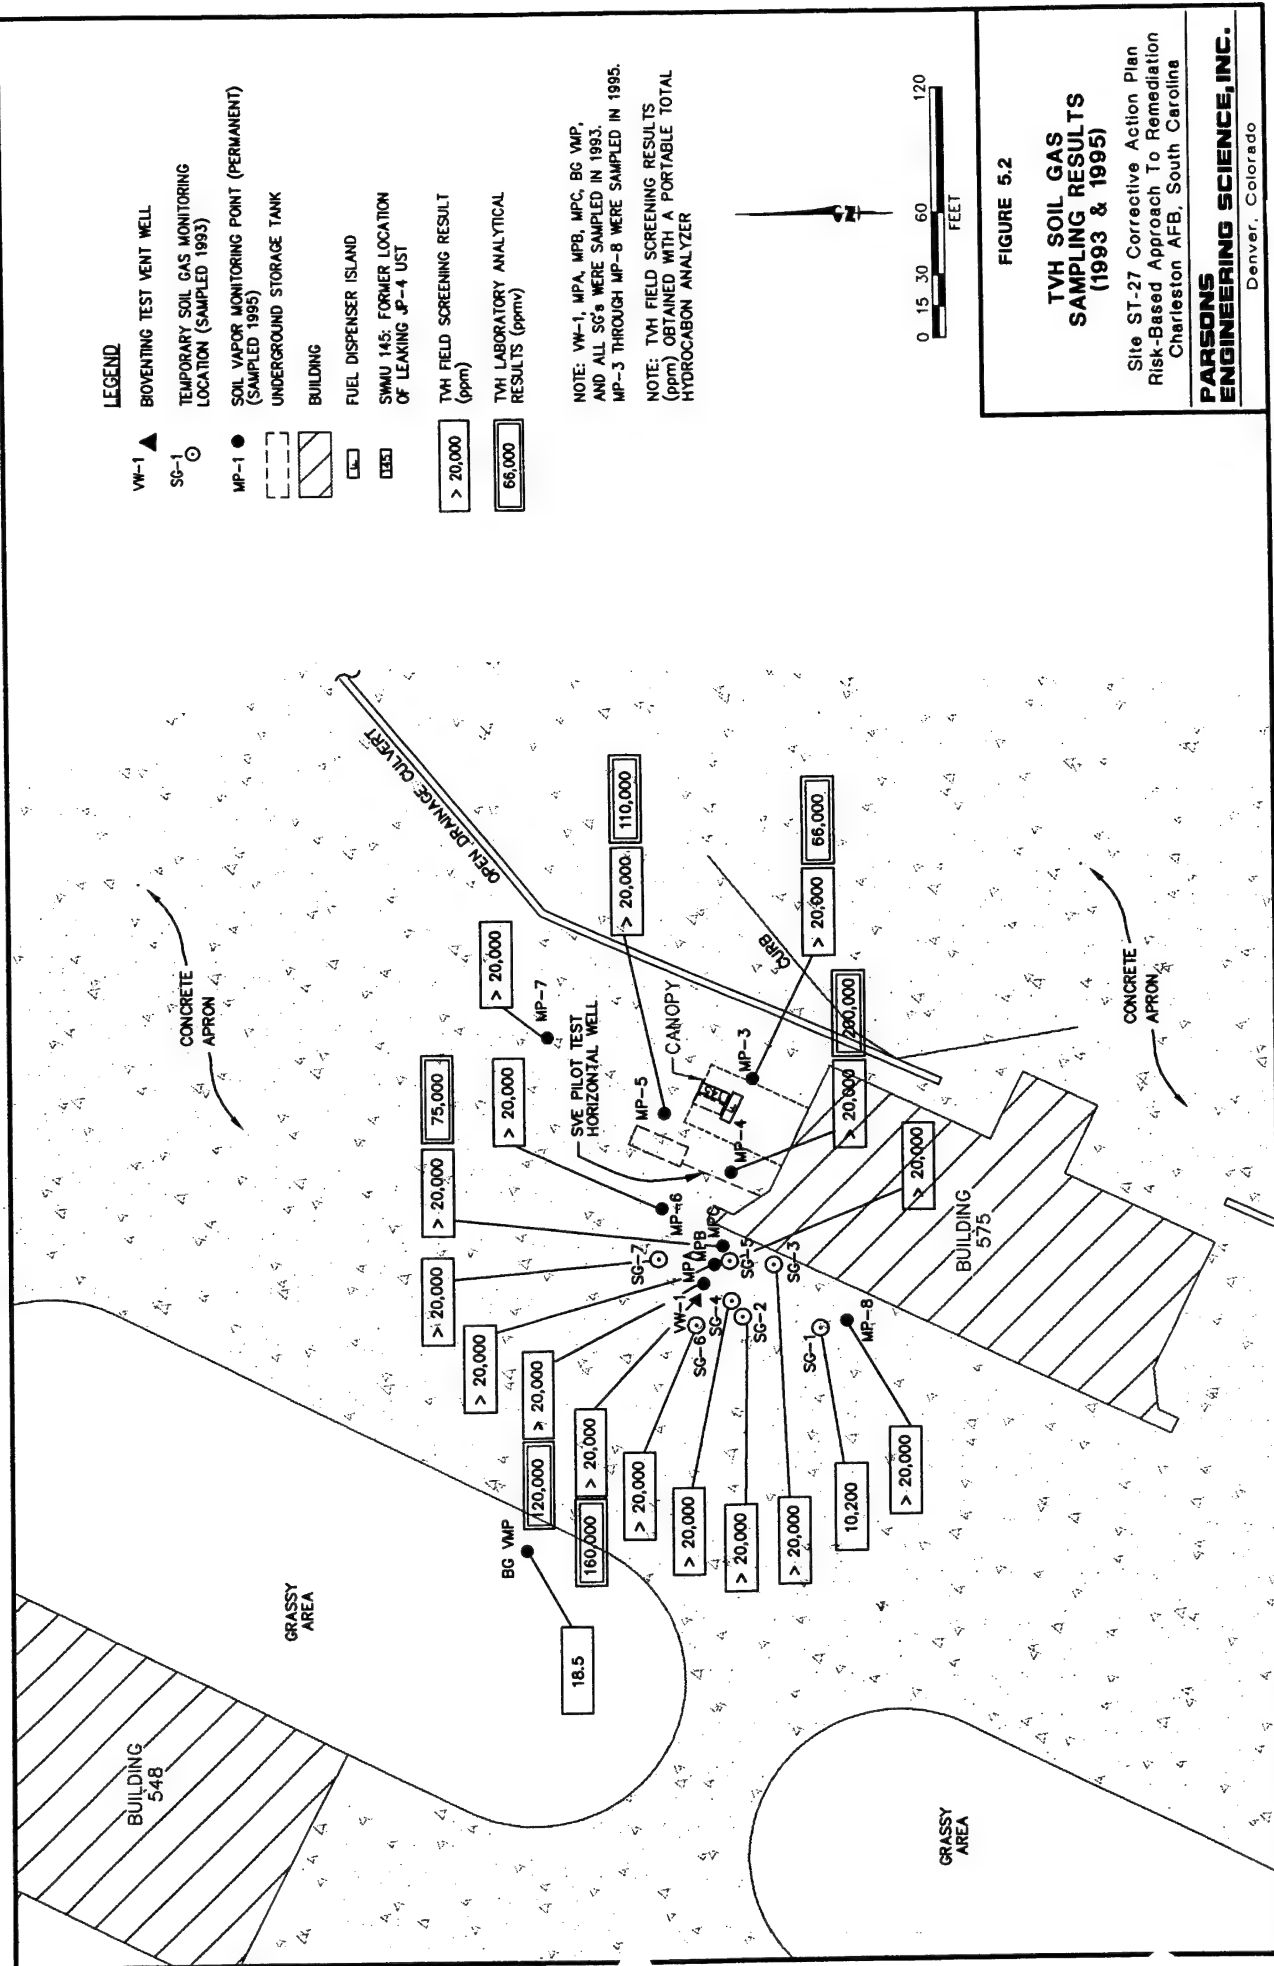 LEGEND
VW-1
BIOVENTING TEST VENT WELL
SG-1
TEMPORARY SOIL GAS MONITORING
LOCATION (SAMPLED 1993)
MP-1
SOIL VAPOR MONITORING POINT (PERMANENT)
(SAMPLED 1995)
UNDERGROUND STORAGE TANK
BUILDING
FUEL DISPENSER ISLAND
145
SWMU 145: FORMER LOCATION
OF LEAKING JP-4 UST
> 20,000
TVH FIELD SCREENING RESULT
(ppm)
66,000
TVH LABORATORY ANALYTICAL
RESULTS (ppmv)
NOTE: VW-1, MPA, MPB, MPC, BG VMP,
AND ALL SG's WERE SAMPLED IN 1993.
MP-3 THROUGH MP-8 WERE SAMPLED IN 1995.
NOTE: TVH FIELD SCREENING RESULTS
(ppm) OBTAINED WITH A PORTABLE TOTAL
HYDROCABON ANALYZER
N
0 15 30 60 120
FEET
FIGURE 5.2
TVH SOIL GAS
SAMPLING RESULTS
(1993 & 1995)
Site ST-27 Corrective Action Plan
Risk-Based Approach To Remediation
Charleston AFB, South Carolina
PARSONS
ENGINEERING SCIENCE, INC.
Denver, Colorado
BUILDING
548
GRASSY
AREA
CONCRETE
APRON
OPEN DRAINAGE CULVERT
> 20,000
75,000
> 20,000
> 20,000
> 20,000
MP-7
> 20,000
> 20,000
120,000
BG VMP
18.5
SVE PILOT TEST
HORIZONTAL WELL
160,000
> 20,000
> 20,000
110,000
MP-5
CANOPY
145
MP-3
MP-4
MP-6
SG-7
MPA
MPB
MPC
VW-1
SG-6
SG-4
SG-5
SG-2
SG-3
SG-1
MP-8
> 20,000
> 20,000
> 20,000
> 20,000
10,200
> 20,000
CURB
> 20,000
66,000
> 20,000
200,000
> 20,000
BUILDING
575
CONCRETE
APRON
GRASSY
AREA